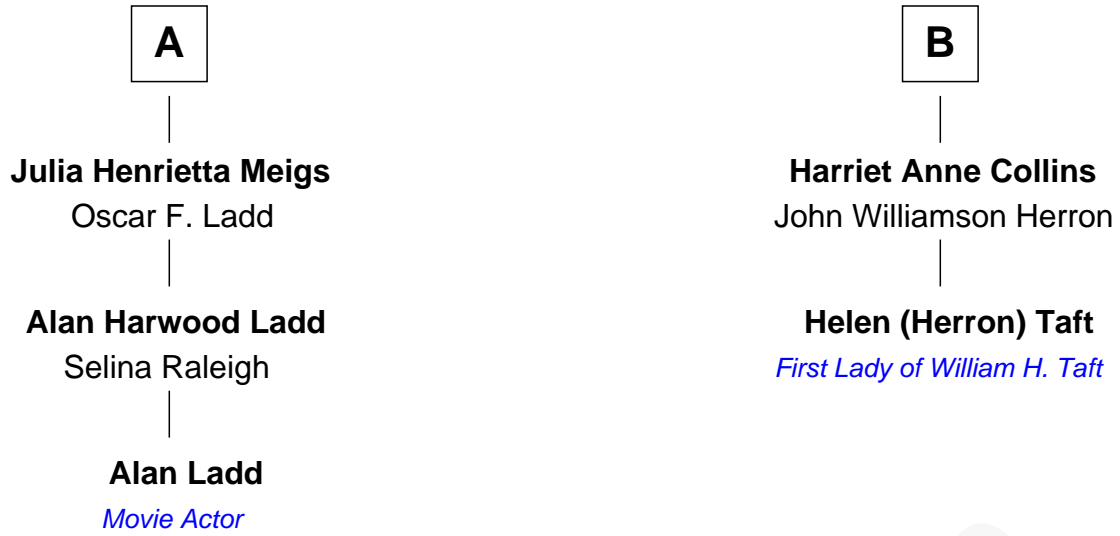 A
Julia Henrietta Meigs
Oscar F. Ladd
Alan Harwood Ladd
Selina Raleigh
Alan Ladd
Movie Actor
B
Harriet Anne Collins
John Williamson Herron
Helen (Herron) Taft
First Lady of William H. Taft